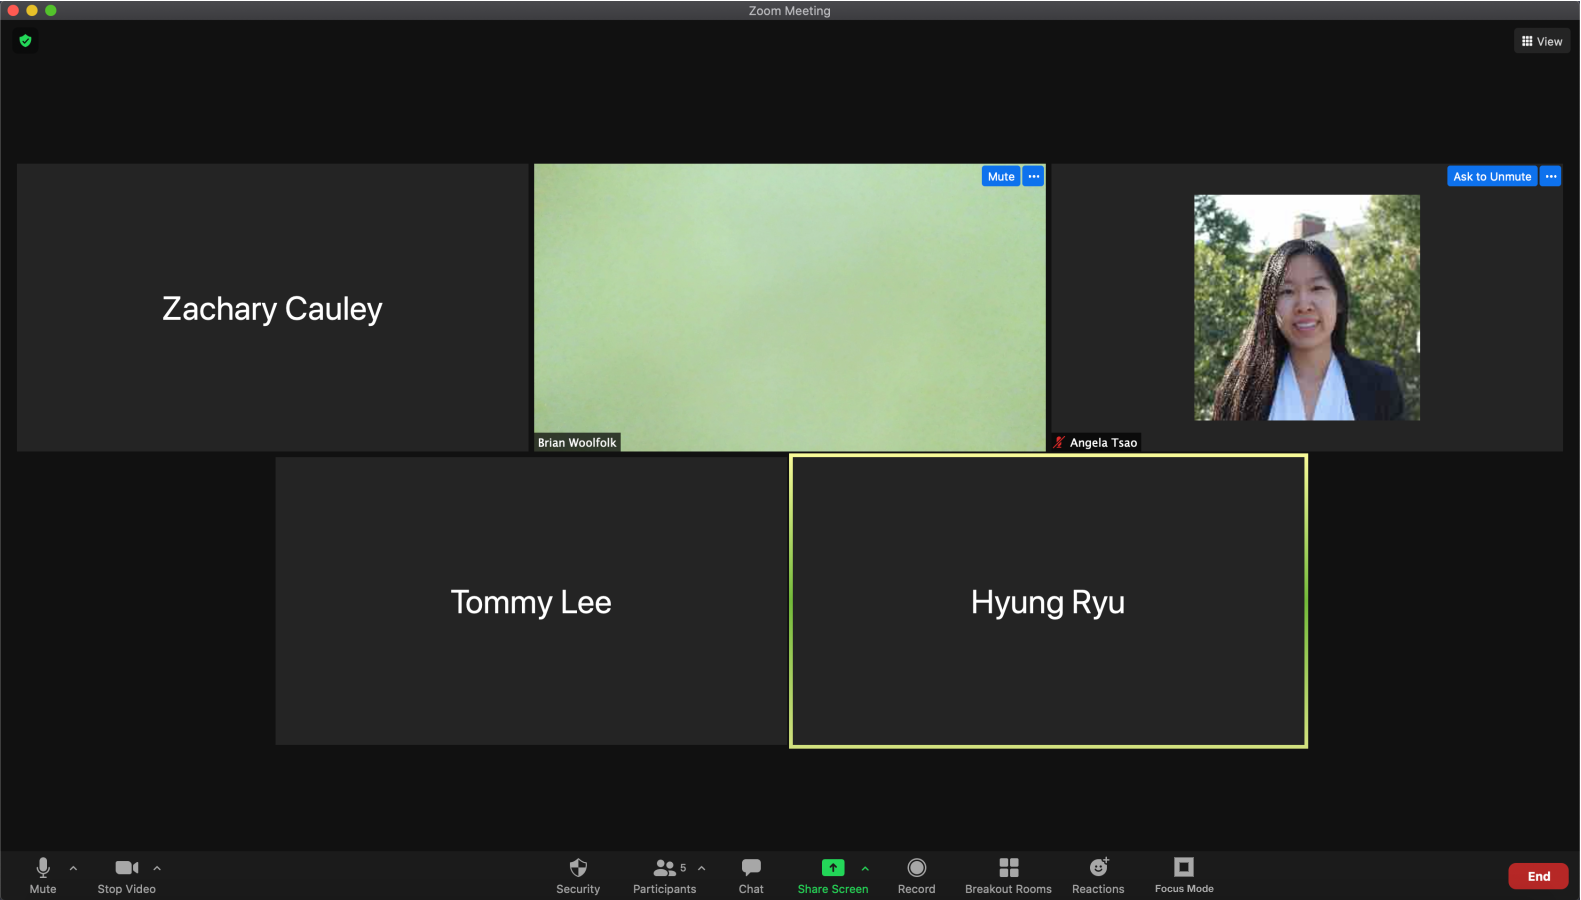 Zoom Meeting
View
Mute ...
Ask to Unmute ...
Zachary Cauley
Brian Woolfolk
Angela Tsao
Tommy Lee
Hyung Ryu
Mute
Stop Video
Security
Participants 5
Chat
Share Screen
Record
Breakout Rooms
Reactions
Focus Mode
End